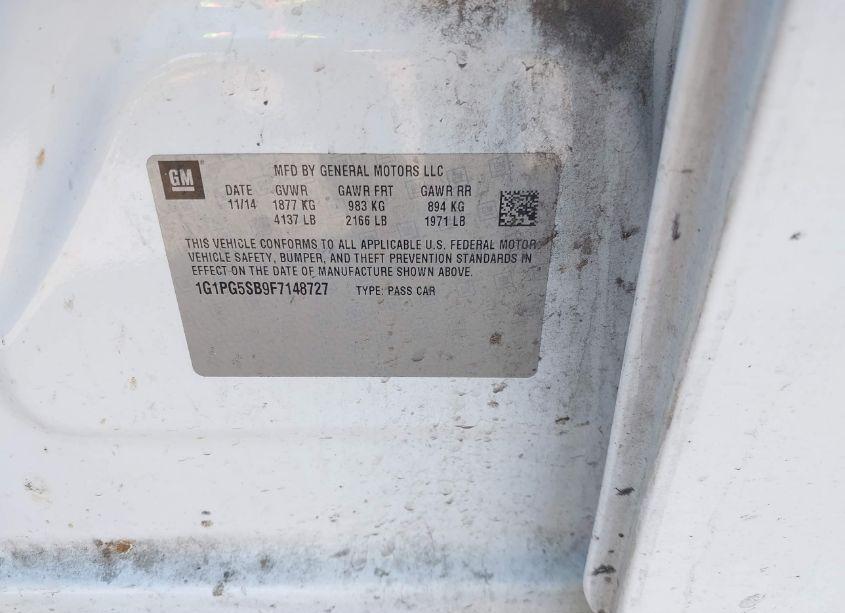 GM
MFD BY GENERAL MOTORS LLC
DATE GVWR GAWR FRT GAWR RR
11/14 1877 KG 983 KG 894 KG
4137 LB 2166 LB 1971 LB
THIS VEHICLE CONFORMS TO ALL APPLICABLE U.S. FEDERAL MOTOR
VEHICLE SAFETY, BUMPER, AND THEFT PREVENTION STANDARDS IN
EFFECT ON THE DATE OF MANUFACTURE SHOWN ABOVE.
1G1PG5SB9F7148727 TYPE: PASS CAR